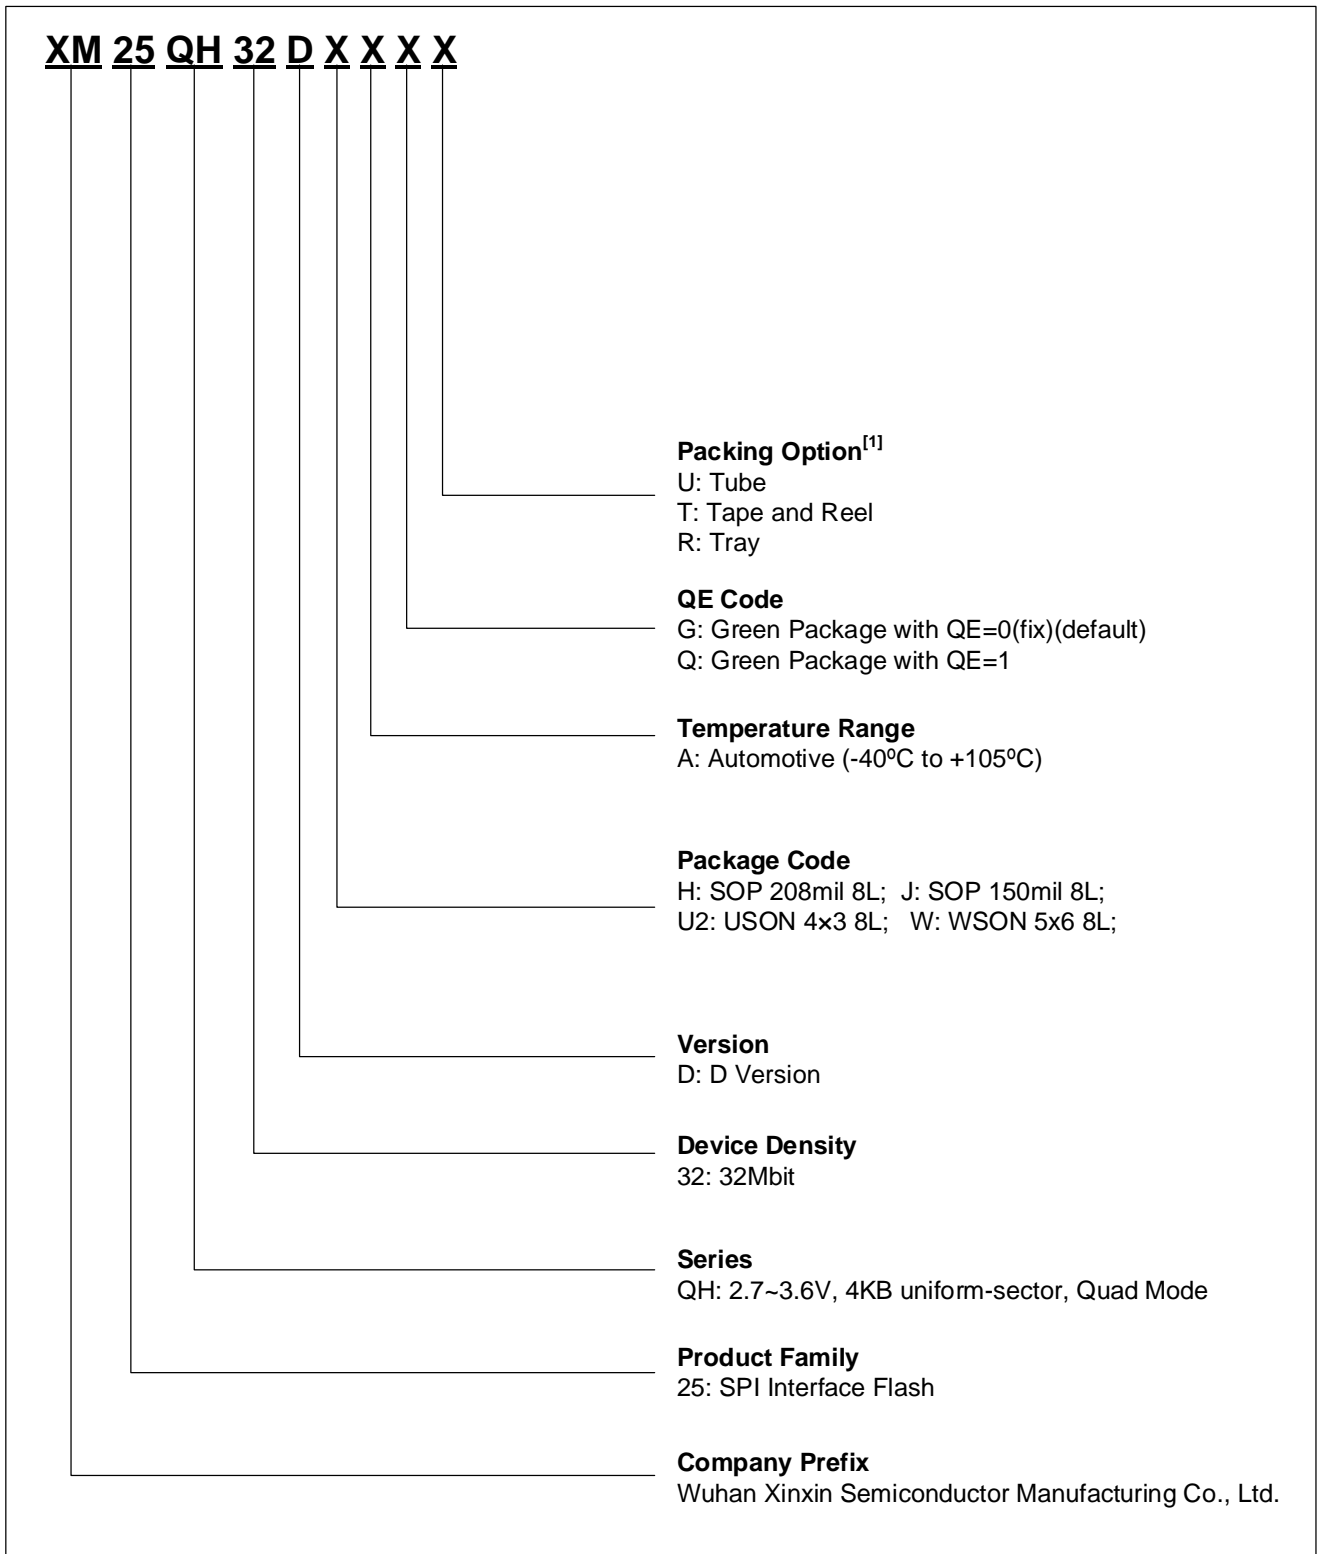 XM 25 QH 32 D X X X X
Packing Option[1]
U: Tube
T: Tape and Reel
R: Tray
QE Code
G: Green Package with QE=0(fix)(default)
Q: Green Package with QE=1
Temperature Range
A: Automotive (-40ºC to +105ºC)
Package Code
H: SOP 208mil 8L;  J: SOP 150mil 8L;
U2: USON 4×3 8L;   W: WSON 5x6 8L;
Version
D: D Version
Device Density
32: 32Mbit
Series
QH: 2.7~3.6V, 4KB uniform-sector, Quad Mode
Product Family
25: SPI Interface Flash
Company Prefix
Wuhan Xinxin Semiconductor Manufacturing Co., Ltd.